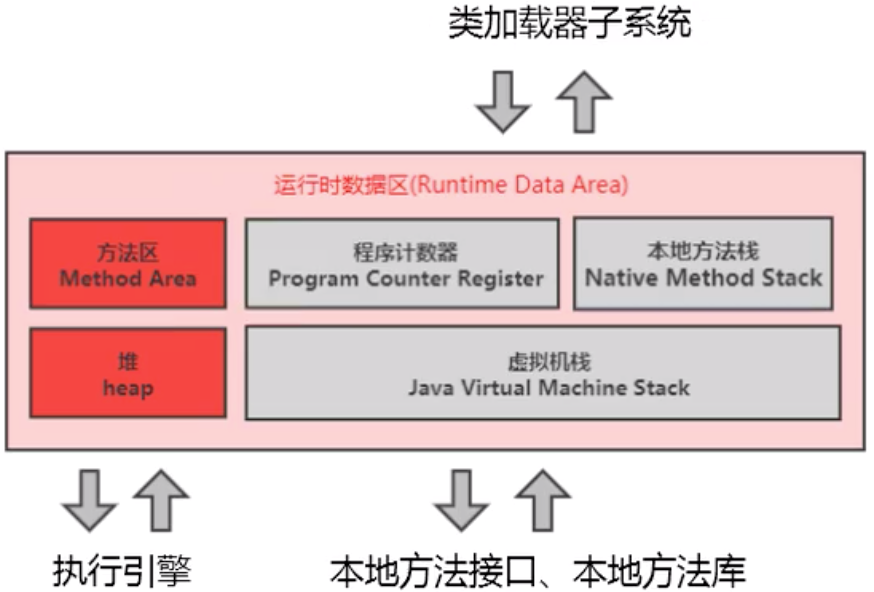 类加载器子系统
运行时数据区(Runtime Data Area)
方法区
Method Area
程序计数器
Program Counter Register
本地方法栈
Native Method Stack
堆
heap
虚拟机栈
Java Virtual Machine Stack
执行引擎
本地方法接口、本地方法库